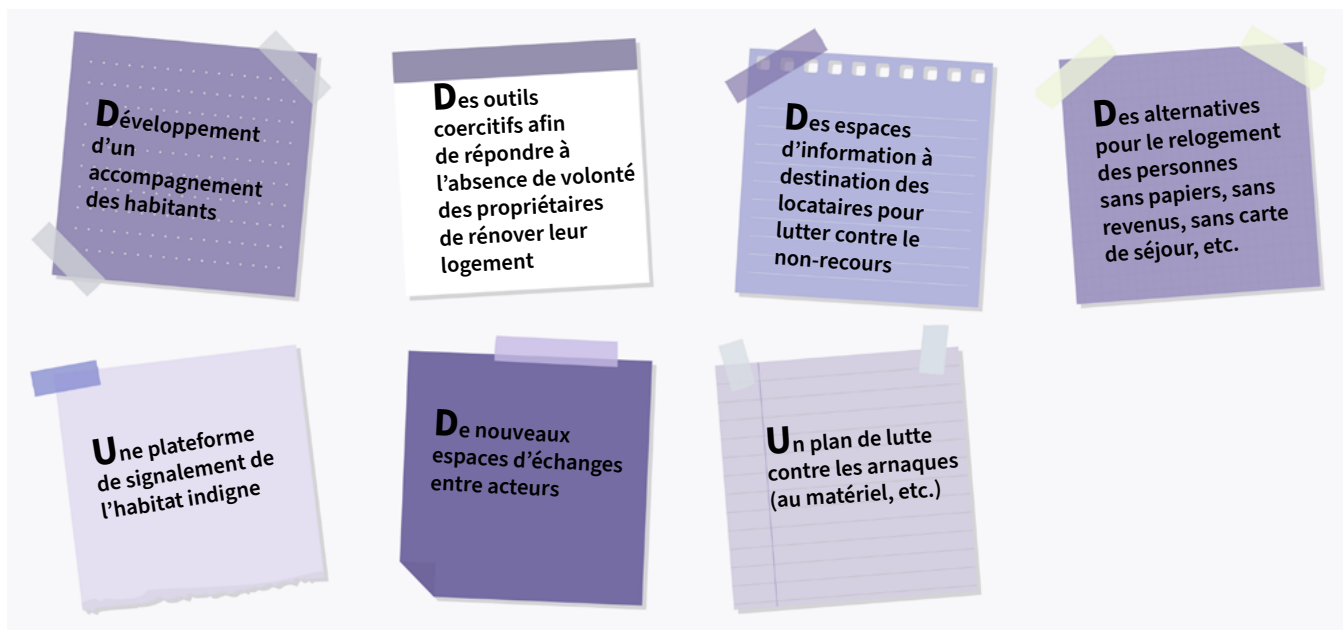 Développement
d’un
accompagnement
des habitants
Des outils
coercitifs afin
de répondre à
l’absence de volonté
des propriétaires
de rénover leur
logement
Des espaces
d’information à
destination des
locataires pour
lutter contre le
non-recours
Des alternatives
pour le relogement
des personnes
sans papiers, sans
revenus, sans carte
de séjour, etc.
Une plateforme
de signalement de
l’habitat indigne
De nouveaux
espaces d’échanges
entre acteurs
Un plan de lutte
contre les arnaques
(au matériel, etc.)